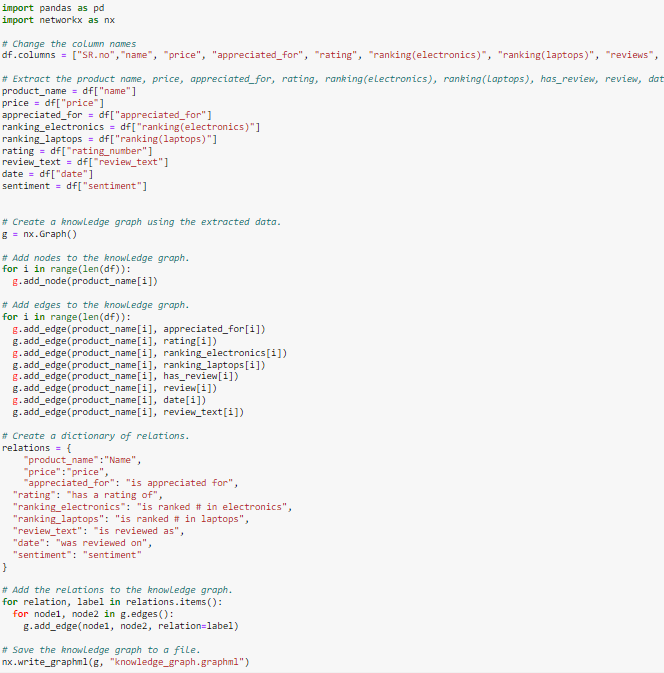 import pandas as pd
import networkx as nx
# Change the column names
df.columns = ["SR.no","name", "price", "appreciated_for", "rating", "ranking(electronics)", "ranking(laptops)", "reviews",
# Extract the product name, price, appreciated_for, rating, ranking(electronics), ranking(laptops), has_review, review, dat
product_name = df["name"]
price = df["price"]
appreciated_for = df["appreciated_for"]
ranking_electronics = df["ranking(electronics)"]
ranking_laptops = df["ranking(laptops)"]
rating = df["rating_number"]
review_text = df["review_text"]
date = df["date"]
sentiment = df["sentiment"]
# Create a knowledge graph using the extracted data.
g = nx.Graph()
# Add nodes to the knowledge graph.
for i in range(len(df)):
  g.add_node(product_name[i])
# Add edges to the knowledge graph.
for i in range(len(df)):
  g.add_edge(product_name[i], appreciated_for[i])
  g.add_edge(product_name[i], rating[i])
  g.add_edge(product_name[i], ranking_electronics[i])
  g.add_edge(product_name[i], ranking_laptops[i])
  g.add_edge(product_name[i], has_review[i])
  g.add_edge(product_name[i], review[i])
  g.add_edge(product_name[i], date[i])
  g.add_edge(product_name[i], review_text[i])
# Create a dictionary of relations.
relations = {
    "product_name":"Name",
    "price":"price",
    "appreciated_for": "is appreciated for",
  "rating": "has a rating of",
  "ranking_electronics": "is ranked # in electronics",
  "ranking_laptops": "is ranked # in laptops",
  "review_text": "is reviewed as",
  "date": "was reviewed on",
  "sentiment": "sentiment"
}
# Add the relations to the knowledge graph.
for relation, label in relations.items():
  for node1, node2 in g.edges():
    g.add_edge(node1, node2, relation=label)
# Save the knowledge graph to a file.
nx.write_graphml(g, "knowledge_graph.graphml")